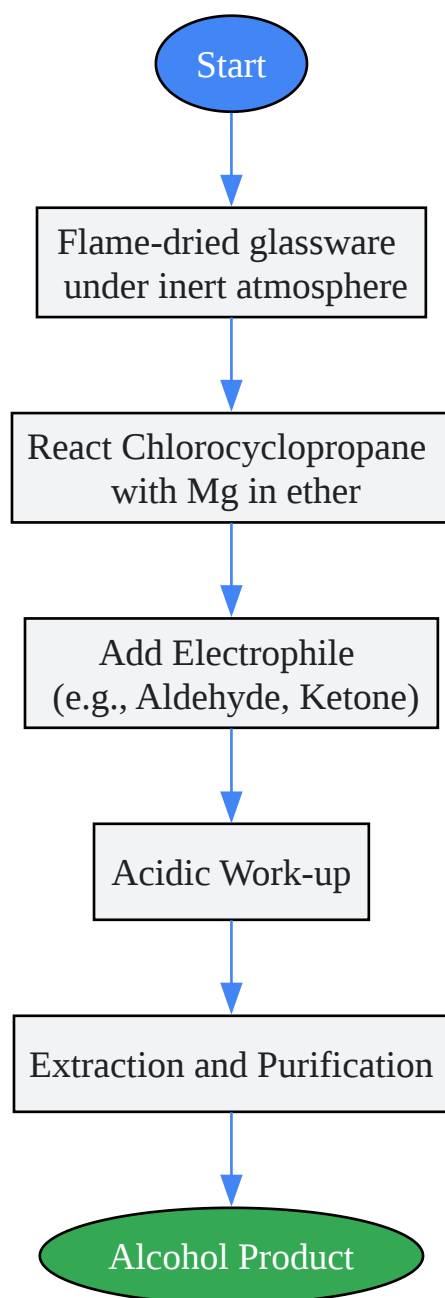 Start
Flame-dried glassware
under inert atmosphere
React Chlorocyclopropane
with Mg in ether
Add Electrophile
(e.g., Aldehyde, Ketone)
Acidic Work-up
Extraction and Purification
Alcohol Product